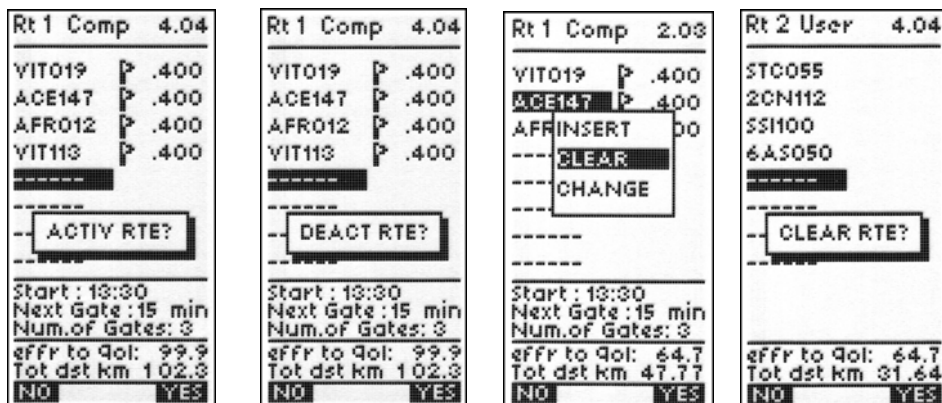 Rt 1 Comp 4.04
VIT019 .400
ACE147 .400
AFR012 .400
VIT113 .400
------
------
--
ACTIV RTE?
------
Start : 13:30
Next Gate :15 min
Num.of Gates: 3
effr to gol: 99.9
Tot dst km 102.3
NO YES
Rt 1 Comp 4.04
VIT019 .400
ACE147 .400
AFR012 .400
VIT113 .400
------
------
--
DEACT RTE?
------
Start : 13:30
Next Gate :15 min
Num.of Gates: 3
effr to gol: 99.9
Tot dst km 102.3
NO YES
Rt 1 Comp 2.03
VIT019 .400
ACE147 .400
AFR 00
INSERT
CLEAR
CHANGE
------
------
Start : 13:30
Next Gate :15 min
Num.of Gates: 3
effr to gol: 64.7
Tot dst km 47.77
NO YES
Rt 2 User 4.04
STC055
2CN112
SSI100
6AS050
------
------
--
CLEAR RTE?
------
effr to gol: 64.7
Tot dst km 31.64
NO YES